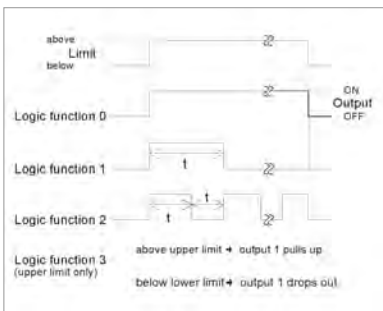 above
Limit
below
ON
Output
OFF
Logic function 0
Logic function 1
t
Logic function 2
t
t
Logic function 3
(upper limit only)
above upper limit → output 1 pulls up
below lower limit → output 1 drops out